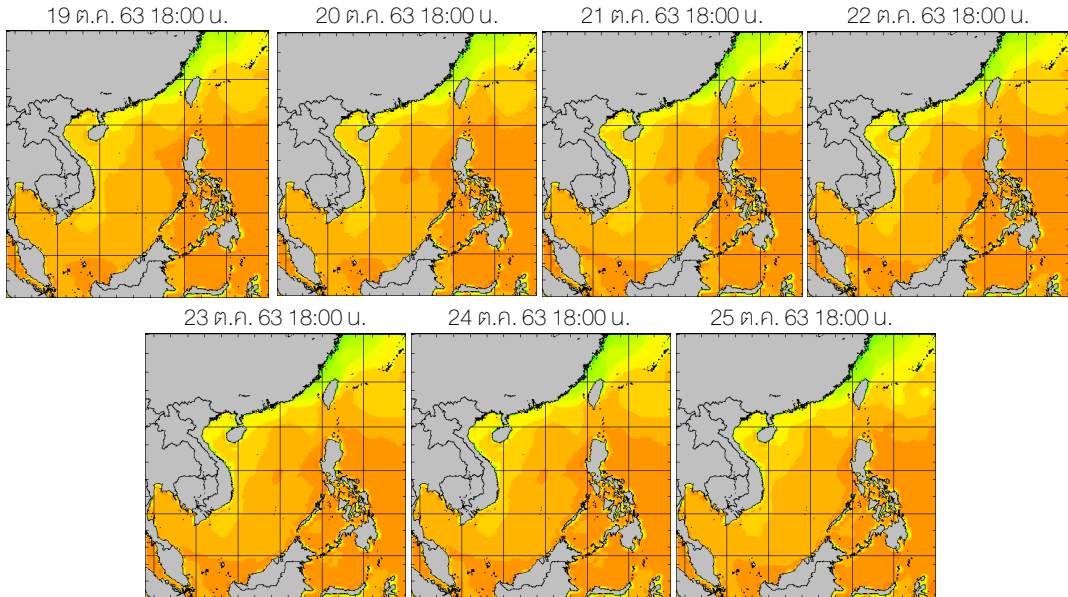 19 ต.ค. 63 18:00 น.
20 ต.ค. 63 18:00 น.
21 ต.ค. 63 18:00 น.
22 ต.ค. 63 18:00 น.
23 ต.ค. 63 18:00 น.
24 ต.ค. 63 18:00 น.
25 ต.ค. 63 18:00 น.